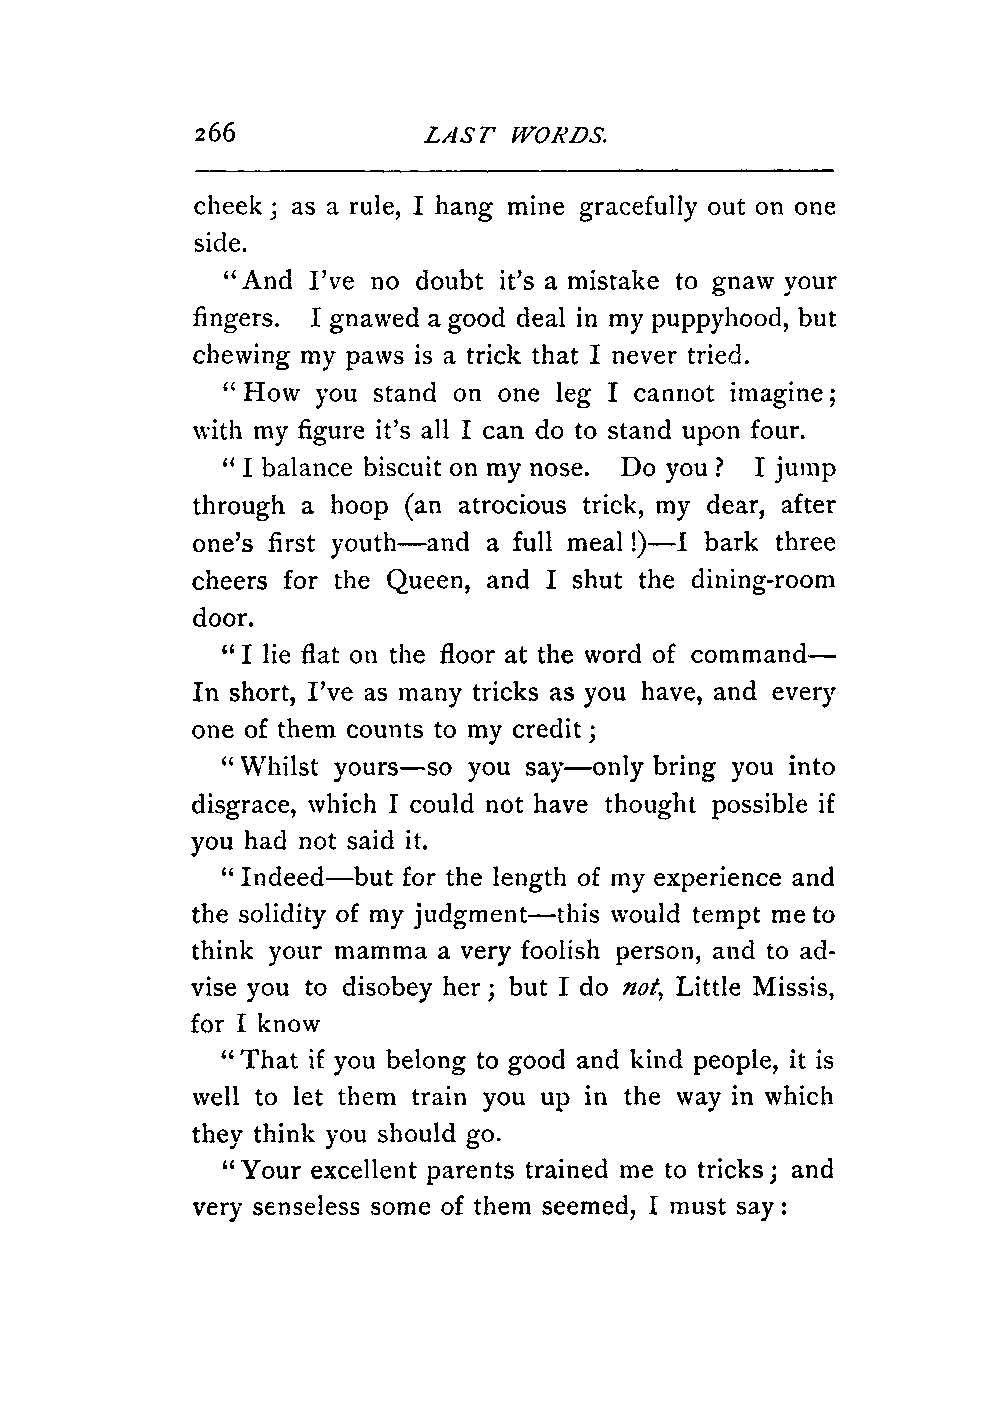 266 LAST WORDS.
cheek; as a rule, I hang mine gracefully out on one
side.
"And I've no doubt it's a mistake to gnaw your
fingers. I gnawed a good deal in my puppyhood, but
chewing my paws is a trick that I never tried.
"How you stand on one leg I cannot imagine;
with my figure it's all I can do to stand upon four.
"I balance biscuit on my nose. Do you? I jump
through a hoop (an atrocious trick, my dear, after
one's first youth—and a full meal!)—I bark three
cheers for the Queen, and I shut the dining-room
door.
"I lie flat on the floor at the word of command—
In short, I've as many tricks as you have, and every
one of them counts to my credit;
"Whilst yours—so you say—only bring you into
disgrace, which I could not have thought possible if
you had not said it.
"Indeed—but for the length of my experience and
the solidity of my judgment—this would tempt me to
think your mamma a very foolish person, and to ad-
vise you to disobey her; but I do not, Little Missis,
for I know
"That if you belong to good and kind people, it is
well to let them train you up in the way in which
they think you should go.
"Your excellent parents trained me to tricks; and
very senseless some of them seemed, I must say: